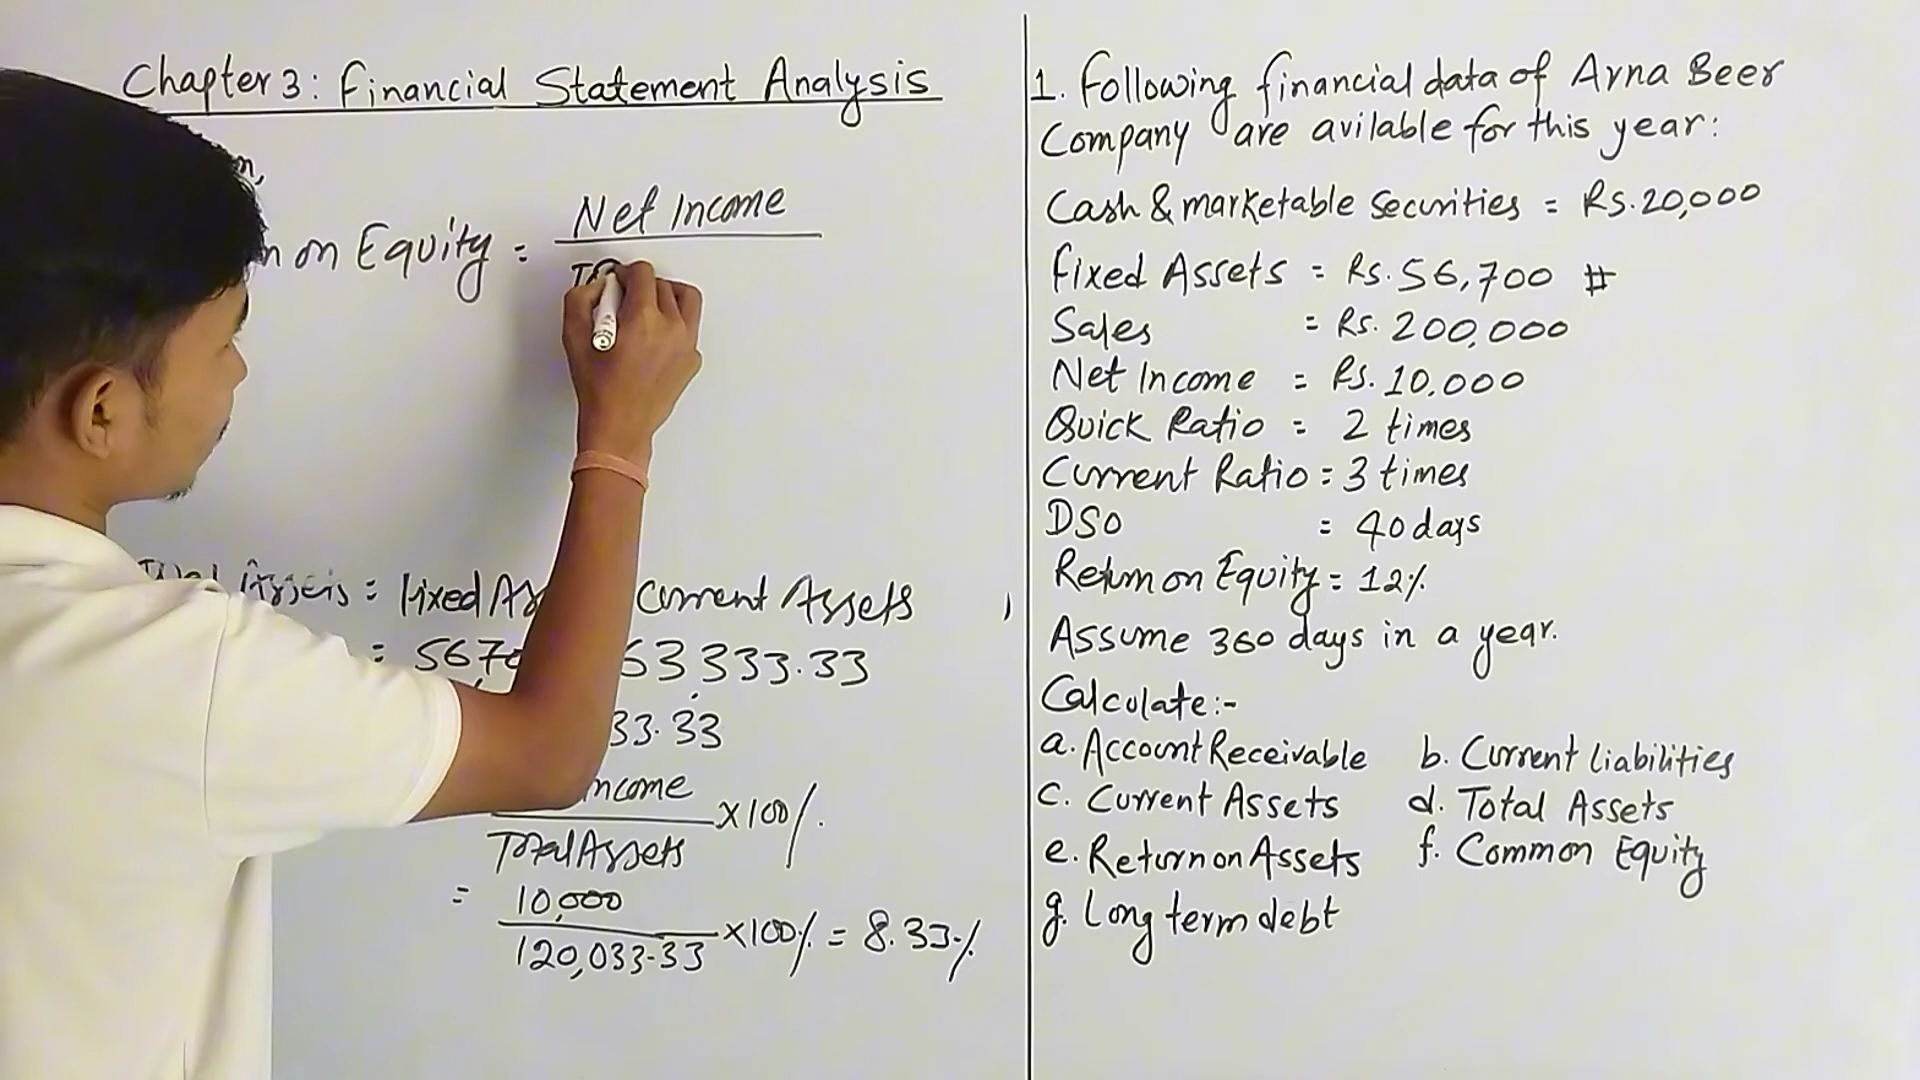 Chapter 3: Financial Statement Analysis
n on Equity = Net Income
= Fixed As Current Assets
= 56,70 63,333.33
33.33
ncome
Total Assets
×100%
= 10,000
120,033.33
×100% = 8.33%
1. Following financial data of Arna Beer
Company are avilable for this year:
Cash & marketable Securities = Rs.20,000
Fixed Assets = Rs.56,700 #
Sales = Rs. 200,000
Net Income = Rs. 10,000
Quick Ratio = 2 times
Current Ratio = 3 times
DSO = 40 days
Return on Equity = 12%
Assume 360 days in a year.
Calculate:-
a. Account Receivable b. Current liabilities
c. Current Assets d. Total Assets
e. Return on Assets f. Common Equity
g. Long term debt